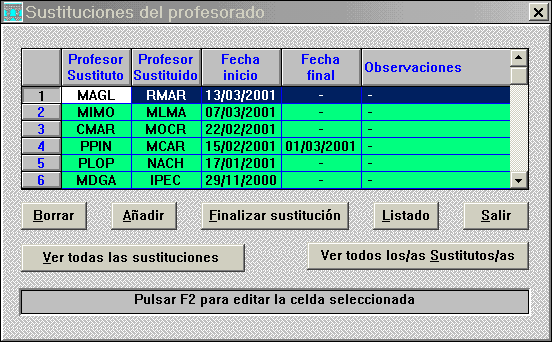 Sustituciones del profesorado
Profesor Sustituto Profesor Sustituido Fecha inicio Fecha final Observaciones
1 MAGL RMAR 13/03/2001 - -
2 MIMO MLMA 07/03/2001 - -
3 CMAR MOCR 22/02/2001 - -
4 PPIN MCAR 15/02/2001 01/03/2001 -
5 PLOP NACH 17/01/2001 - -
6 MDGA IPEC 29/11/2000 - -
Borrar Añadir Finalizar sustitución Listado Salir
Ver todas las sustituciones Ver todos los/as Sustitutos/as
Pulsar F2 para editar la celda seleccionada